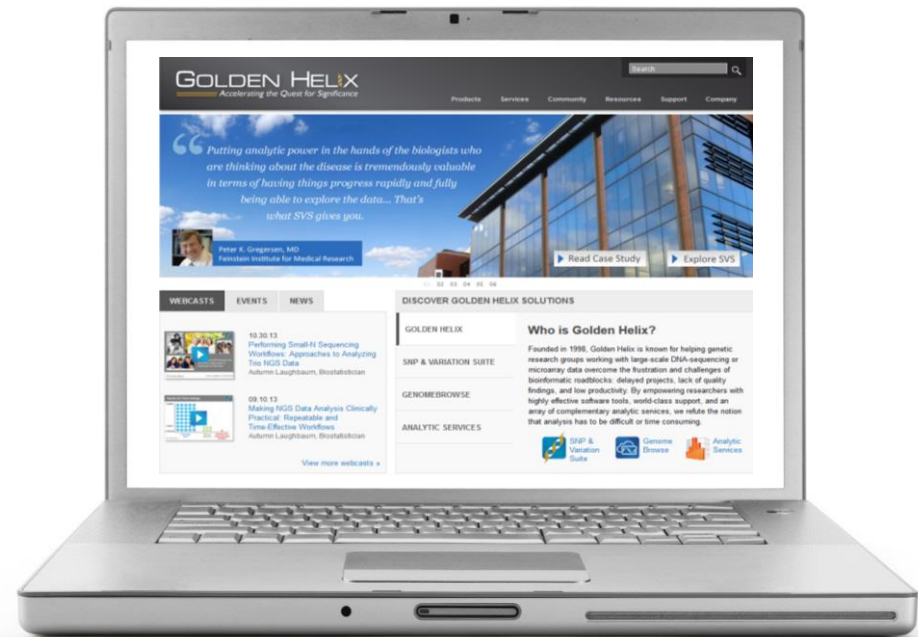 GOLDEN HELIX
Accelerating the Quest for Significance
Search
Products Services Community Resources Support Company
“ Putting analytic power in the hands of the biologists who
are thinking about the disease is tremendously valuable
in terms of having things progress rapidly and fully
being able to explore the data... That's
what SVS gives you.
Peter K. Gregersen, MD
Feinstein Institute for Medical Research
Read Case Study
Explore SVS
02 03 04 05 06
WEBCASTS EVENTS NEWS
10.30.13
Performing Small-N Sequencing
Workflows: Approaches to Analyzing
Trio NGS Data
Autumn Laughbaum, Biostatistician
09.10.13
Making NGS Data Analysis Clinically
Practical: Repeatable and
Time-Effective Workflows
Autumn Laughbaum, Biostatistician
View more webcasts »
DISCOVER GOLDEN HELIX SOLUTIONS
GOLDEN HELIX
SNP & VARIATION SUITE
GENOMEBROWSE
ANALYTIC SERVICES
Who is Golden Helix?
Founded in 1998, Golden Helix is known for helping genetic
research groups working with large-scale DNA-sequencing or
microarray data overcome the frustration and challenges of
bioinformatic roadblocks: delayed projects, lack of quality
findings, and low productivity. By empowering researchers with
highly effective software tools, world-class support, and an
array of complementary analytic services, we refute the notion
that analysis has to be difficult or time consuming.
SNP &
Variation
Suite
Genome
Browse
Analytic
Services